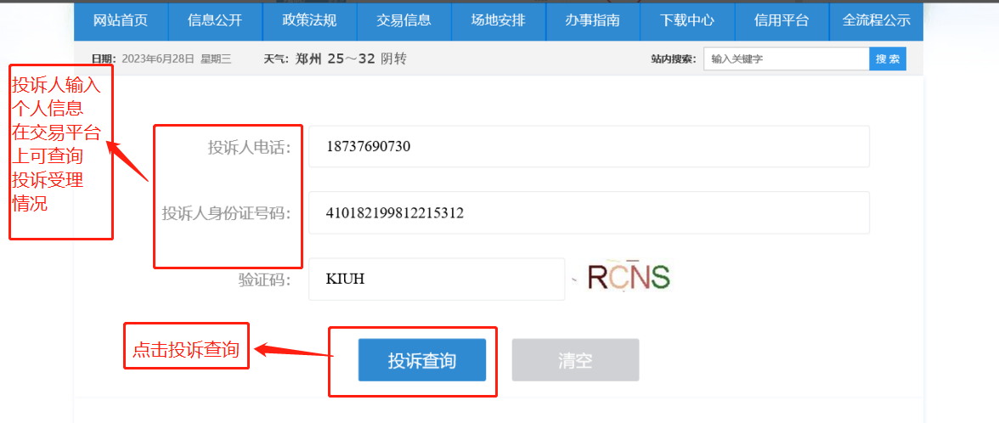 网站首页 信息公开 政策法规 交易信息 场地安排 办事指南 下载中心 信用平台 全流程公示
日期：2023年6月28日 星期三 天气：郑州 25～32 阴转 站内搜索： 输入关键字 搜 索
投诉人输入
个人信息
在交易平台
上可查询
投诉受理
情况
投诉人电话： 18737690730
投诉人身份证号码： 410182199812215312
验证码： KIUH RCNS
点击投诉查询
投诉查询 清空